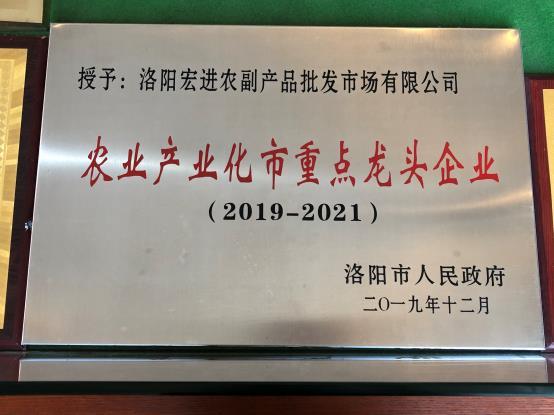 授予：洛阳宏进农副产品批发市场有限公司
农业产业化市重点龙头企业
（2019-2021）
洛阳市人民政府
二〇一九年十二月